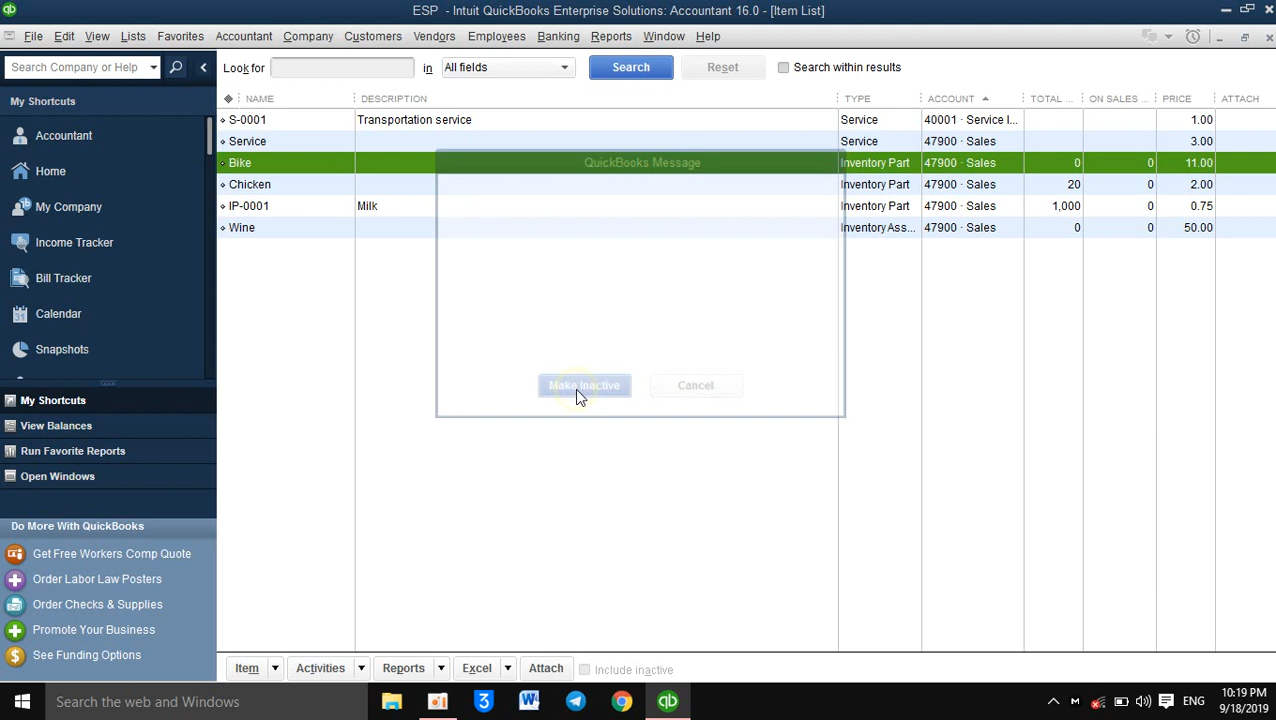 ESP - Intuit QuickBooks Enterprise Solutions: Accountant 16.0 - [Item List]
File Edit View Lists Favorites Accountant Company Customers Vendors Employees Banking Reports Window Help
Search Company or Help
Look for in All fields Search Reset Search within results
My Shortcuts
NAME DESCRIPTION TYPE ACCOUNT TOTAL ... ON SALES ... PRICE ATTACH
S-0001 Transportation service Service 40001 · Service I... 1.00
Accountant
Service Service 47900 · Sales 3.00
Bike Inventory Part 47900 · Sales 0 0 11.00
QuickBooks Message
Home
Chicken Inventory Part 47900 · Sales 20 0 2.00
My Company
IP-0001 Milk Inventory Part 47900 · Sales 1,000 0 0.75
Wine Inventory Ass... 47900 · Sales 0 0 50.00
Income Tracker
Bill Tracker
Calendar
Snapshots
Make Inactive Cancel
My Shortcuts
View Balances
Run Favorite Reports
Open Windows
Do More With QuickBooks
Get Free Workers Comp Quote
Order Labor Law Posters
Order Checks & Supplies
Promote Your Business
See Funding Options
Item Activities Reports Excel Attach Include inactive
Search the web and Windows
ENG
10:19 PM
9/18/2019